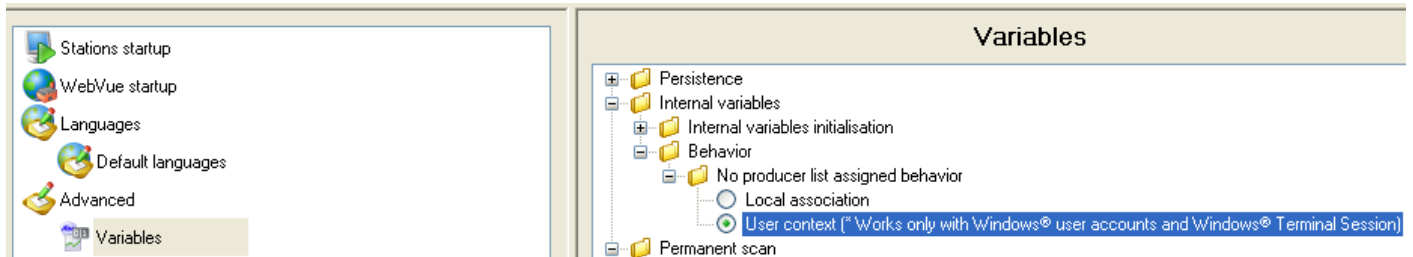 Stations startup
WebVue startup
Languages
Default languages
Advanced
Variables
Variables
Persistence
Internal variables
Internal variables initialisation
Behavior
No producer list assigned behavior
Local association
User context (* Works only with Windows® user accounts and Windows® Terminal Session)
Permanent scan